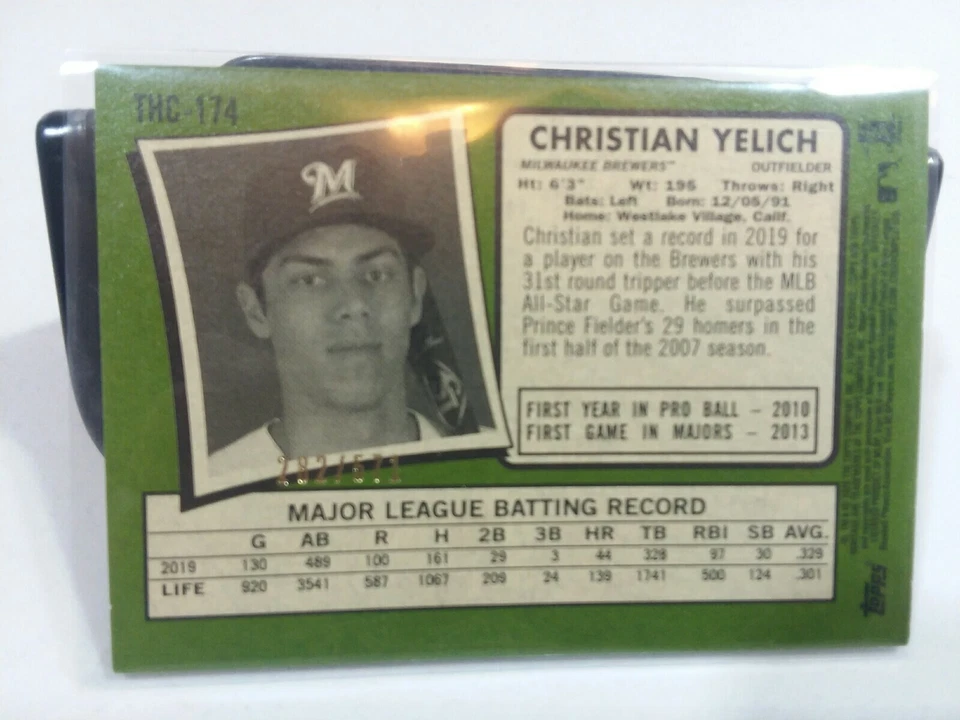 THC-174
M
CHRISTIAN YELICH
MILWAUKEE BREWERS™ OUTFIELDER
Ht: 6'3" Wt: 195 Throws: Right
Bats: Left Born: 12/05/91
Home: Westlake Village, Calif.
Christian set a record in 2019 for
a player on the Brewers with his
31st round tripper before the MLB
All-Star Game. He surpassed
Prince Fielder's 29 homers in the
first half of the 2007 season.
FIRST YEAR IN PRO BALL – 2010
FIRST GAME IN MAJORS – 2013
282/571
MAJOR LEAGUE BATTING RECORD
G AB R H 2B 3B HR TB RBI SB AVG.
2019 130 489 100 161 29 3 44 328 97 30 .329
LIFE 920 3541 587 1067 209 24 139 1741 500 124 .301
TOPPS